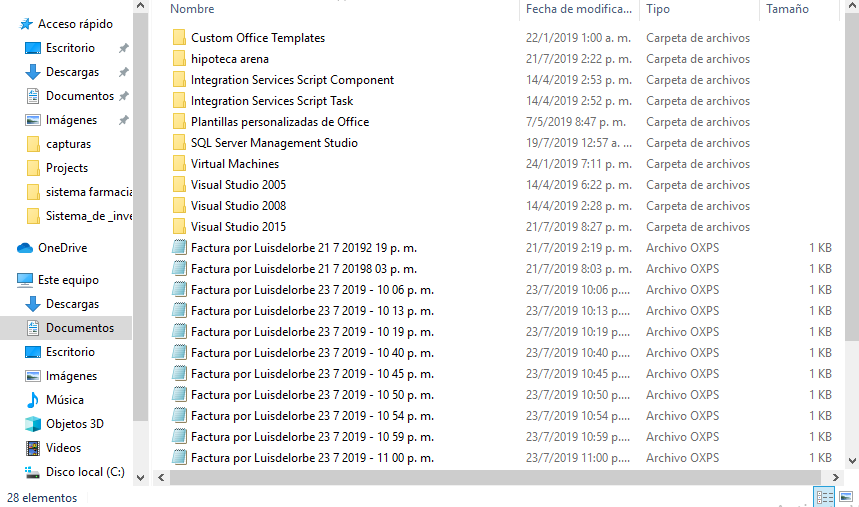 Nombre Fecha de modifica... Tipo Tamaño
Acceso rápido
Escritorio
Descargas
Documentos
Imágenes
capturas
Projects
sistema farmacia
Sistema_de _inve
OneDrive
Este equipo
Descargas
Documentos
Escritorio
Imágenes
Música
Objetos 3D
Videos
Disco local (C:)
Custom Office Templates 22/1/2019 1:00 a. m. Carpeta de archivos
hipoteca arena 21/7/2019 2:22 p. m. Carpeta de archivos
Integration Services Script Component 14/4/2019 2:53 p. m. Carpeta de archivos
Integration Services Script Task 14/4/2019 2:52 p. m. Carpeta de archivos
Plantillas personalizadas de Office 7/5/2019 8:47 p. m. Carpeta de archivos
SQL Server Management Studio 19/7/2019 12:57 a. ... Carpeta de archivos
Virtual Machines 24/1/2019 7:11 p. m. Carpeta de archivos
Visual Studio 2005 14/4/2019 6:22 p. m. Carpeta de archivos
Visual Studio 2008 14/4/2019 2:28 p. m. Carpeta de archivos
Visual Studio 2015 21/7/2019 8:27 p. m. Carpeta de archivos
Factura por Luisdelorbe 21 7 20192 19 p. m. 21/7/2019 2:19 p. m. Archivo OXPS 1 KB
Factura por Luisdelorbe 21 7 20198 03 p. m. 21/7/2019 8:03 p. m. Archivo OXPS 1 KB
Factura por Luisdelorbe 23 7 2019 - 10 06 p. m. 23/7/2019 10:06 p.... Archivo OXPS 1 KB
Factura por Luisdelorbe 23 7 2019 - 10 13 p. m. 23/7/2019 10:13 p.... Archivo OXPS 1 KB
Factura por Luisdelorbe 23 7 2019 - 10 19 p. m. 23/7/2019 10:19 p.... Archivo OXPS 1 KB
Factura por Luisdelorbe 23 7 2019 - 10 40 p. m. 23/7/2019 10:40 p.... Archivo OXPS 1 KB
Factura por Luisdelorbe 23 7 2019 - 10 45 p. m. 23/7/2019 10:45 p.... Archivo OXPS 1 KB
Factura por Luisdelorbe 23 7 2019 - 10 50 p. m. 23/7/2019 10:50 p.... Archivo OXPS 1 KB
Factura por Luisdelorbe 23 7 2019 - 10 54 p. m. 23/7/2019 10:54 p.... Archivo OXPS 1 KB
Factura por Luisdelorbe 23 7 2019 - 10 59 p. m. 23/7/2019 10:59 p.... Archivo OXPS 1 KB
Factura por Luisdelorbe 23 7 2019 - 11 00 p. m. 23/7/2019 11:00 p.... Archivo OXPS 1 KB
28 elementos